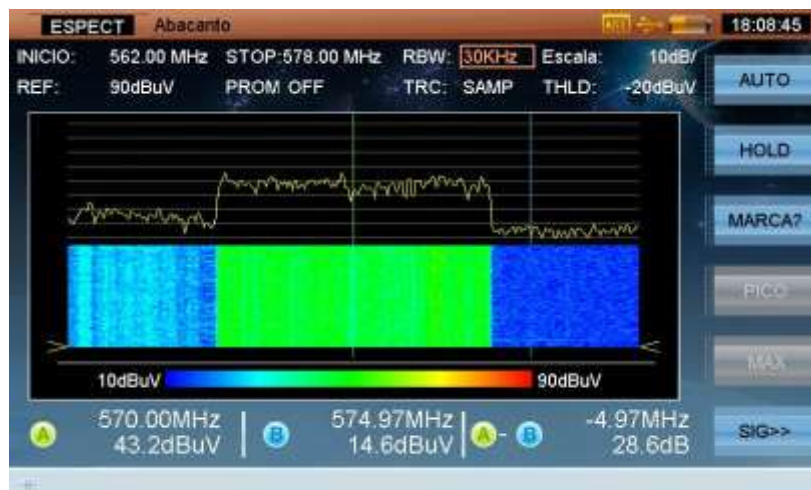 ESPECT Abacanto 18:08:45
INICIO: 562.00 MHz STOP:578.00 MHz RBW: 30KHz Escala: 10dB/
REF: 90dBuV PROM OFF TRC: SAMP THLD: -20dBuV
AUTO
HOLD
MARCA?
PICO
MAX
10dBuV 90dBuV
A 570.00MHz B 574.97MHz A - B -4.97MHz
43.2dBuV 14.6dBuV 28.6dB
SIG>>